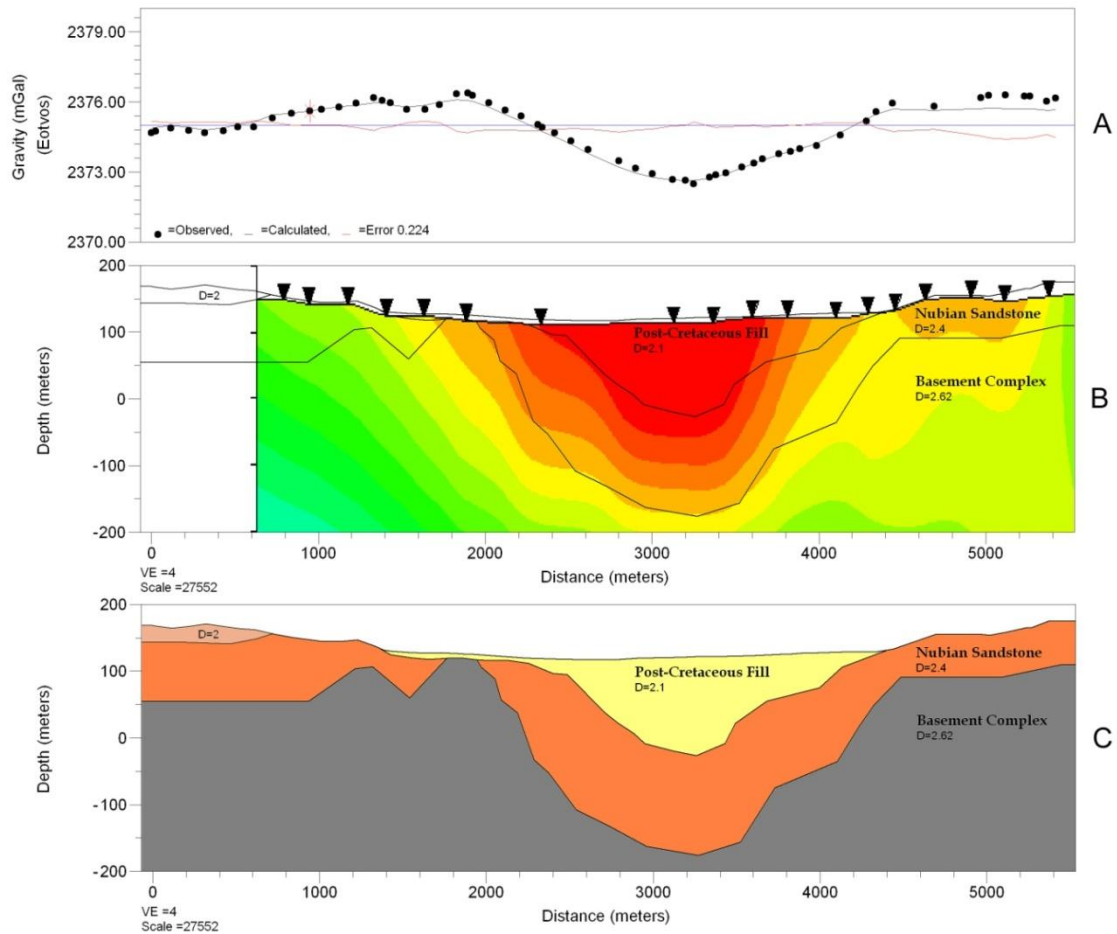 2379.00
2376.00
2373.00
2370.00
Gravity (mGal)
(Eotvos)
=Observed, =Calculated, =Error 0.224
A
200
100
0
-100
-200
Depth (meters)
D=2
Post-Cretaceous Fill
D=2.1
Nubian Sandstone
D=2.4
Basement Complex
D=2.62
B
0 1000 2000 3000 4000 5000
VE =4
Scale =27552
Distance (meters)
200
100
0
-100
-200
Depth (meters)
D=2
Post-Cretaceous Fill
D=2.1
Nubian Sandstone
D=2.4
Basement Complex
D=2.62
C
0 1000 2000 3000 4000 5000
VE =4
Scale =27552
Distance (meters)